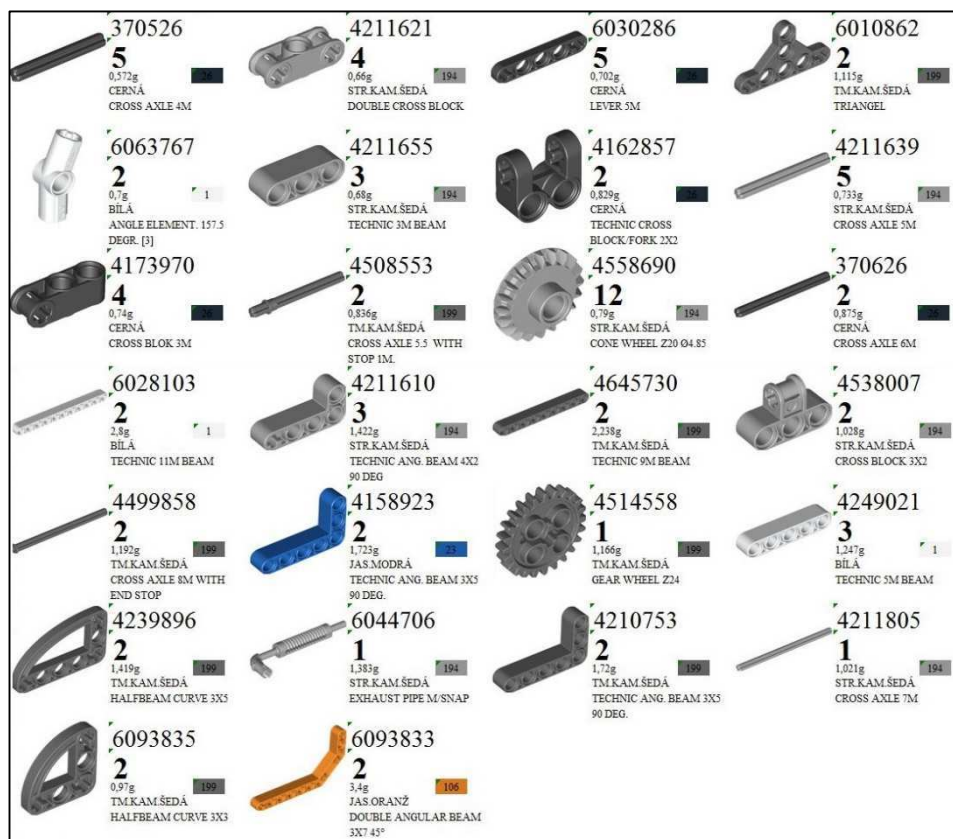 370526
5
0,572g
26
CERNÁ
CROSS AXLE 4M
4211621
4
0,66g
194
STR.KAM.ŠEDÁ
DOUBLE CROSS BLOCK
6030286
5
0,702g
26
CERNÁ
LEVER 5M
6010862
2
1,115g
199
TM.KAM.ŠEDÁ
TRIANGEL
6063767
2
0,7g
1
BÍLÁ
ANGLE ELEMENT. 157.5
DEGR. [3]
4211655
3
0,68g
194
STR.KAM.ŠEDÁ
TECHNIC 3M BEAM
4162857
2
0,829g
26
CERNÁ
TECHNIC CROSS
BLOCK/FORK 2X2
4211639
5
0,733g
194
STR.KAM.ŠEDÁ
CROSS AXLE 5M
4173970
4
0,74g
26
CERNÁ
CROSS BLOK 3M
4508553
2
0,836g
199
TM.KAM.ŠEDÁ
CROSS AXLE 5.5 WITH
STOP 1M.
4558690
12
0,79g
194
STR.KAM.ŠEDÁ
CONE WHEEL Z20 Ø4.85
370626
2
0,875g
26
CERNÁ
CROSS AXLE 6M
6028103
2
2,8g
1
BÍLÁ
TECHNIC 11M BEAM
4211610
3
1,422g
194
STR.KAM.ŠEDÁ
TECHNIC ANG. BEAM 4X2
90 DEG
4645730
2
2,238g
199
TM.KAM.ŠEDÁ
TECHNIC 9M BEAM
4538007
2
1,028g
194
STR.KAM.ŠEDÁ
CROSS BLOCK 3X2
4499858
2
1,192g
199
TM.KAM.ŠEDÁ
CROSS AXLE 8M WITH
END STOP
4158923
2
1,723g
23
JAS.MODRÁ
TECHNIC ANG. BEAM 3X5
90 DEG.
4514558
1
1,166g
199
TM.KAM.ŠEDÁ
GEAR WHEEL Z24
4249021
3
1,247g
1
BÍLÁ
TECHNIC 5M BEAM
4239896
2
1,419g
199
TM.KAM.ŠEDÁ
HALFBEAM CURVE 3X5
6044706
1
1,383g
194
STR.KAM.ŠEDÁ
EXHAUST PIPE M/SNAP
4210753
2
1,72g
199
TM.KAM.ŠEDÁ
TECHNIC ANG. BEAM 3X5
90 DEG.
4211805
1
1,021g
194
STR.KAM.ŠEDÁ
CROSS AXLE 7M
6093835
2
0,97g
199
TM.KAM.ŠEDÁ
HALFBEAM CURVE 3X3
6093833
2
3,4g
106
JAS.ORANŽ
DOUBLE ANGULAR BEAM
3X7 45°